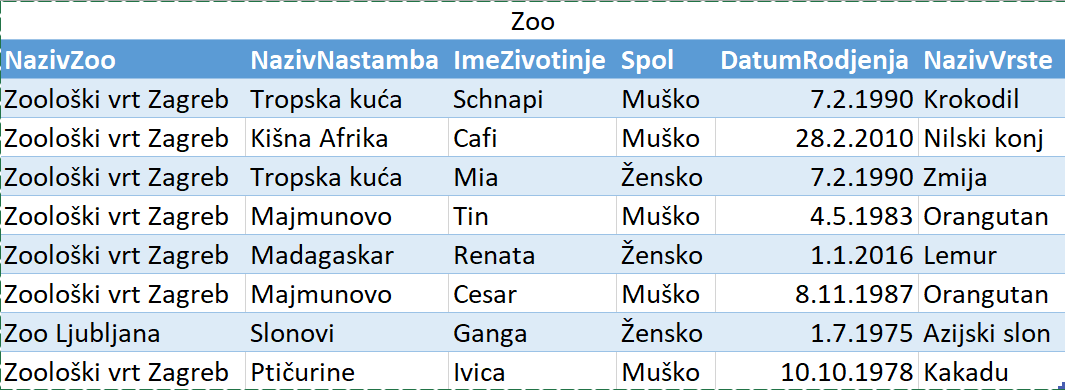 Zoo
NazivZoo NazivNastamba ImeZivotinje Spol DatumRodjenja NazivVrste
Zoološki vrt Zagreb Tropska kuća Schnapi Muško 7.2.1990 Krokodil
Zoološki vrt Zagreb Kišna Afrika Cafi Muško 28.2.2010 Nilski konj
Zoološki vrt Zagreb Tropska kuća Mia Žensko 7.2.1990 Zmija
Zoološki vrt Zagreb Majmunovo Tin Muško 4.5.1983 Orangutan
Zoološki vrt Zagreb Madagaskar Renata Žensko 1.1.2016 Lemur
Zoološki vrt Zagreb Majmunovo Cesar Muško 8.11.1987 Orangutan
Zoo Ljubljana Slonovi Ganga Žensko 1.7.1975 Azijski slon
Zoološki vrt Zagreb Ptičurine Ivica Muško 10.10.1978 Kakadu